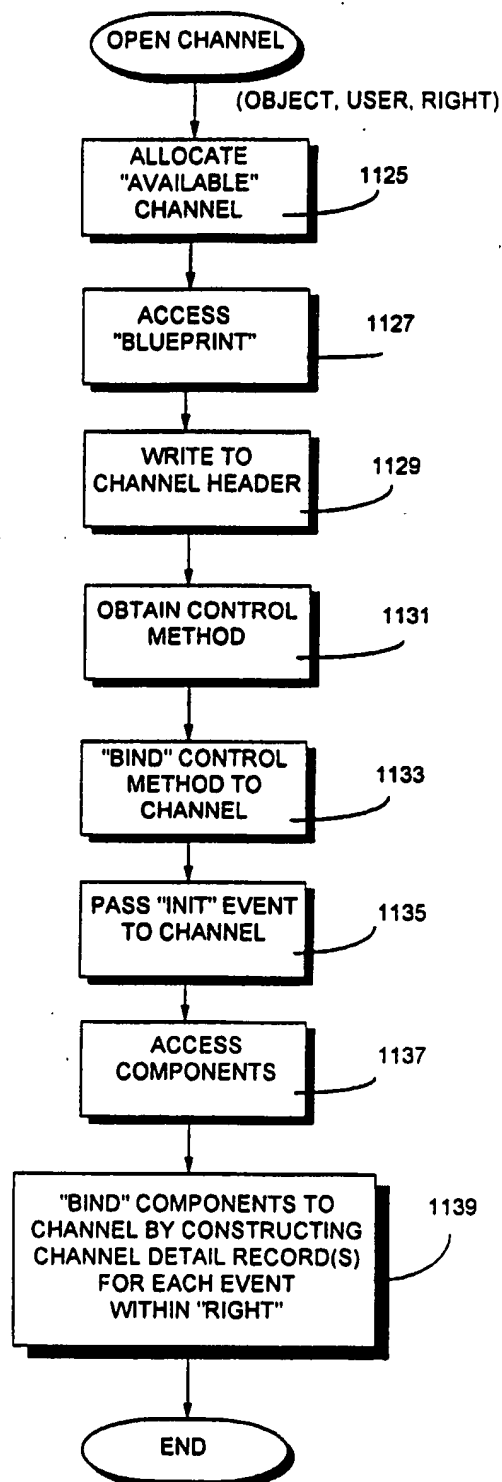 OPEN CHANNEL
(OBJECT, USER, RIGHT)
ALLOCATE
"AVAILABLE"
CHANNEL
1125
ACCESS
"BLUEPRINT"
1127
WRITE TO
CHANNEL HEADER
1129
OBTAIN CONTROL
METHOD
1131
"BIND" CONTROL
METHOD TO
CHANNEL
1133
PASS "INIT" EVENT
TO CHANNEL
1135
ACCESS
COMPONENTS
1137
"BIND" COMPONENTS TO
CHANNEL BY CONSTRUCTING
CHANNEL DETAIL RECORD(S)
FOR EACH EVENT
WITHIN "RIGHT"
1139
END